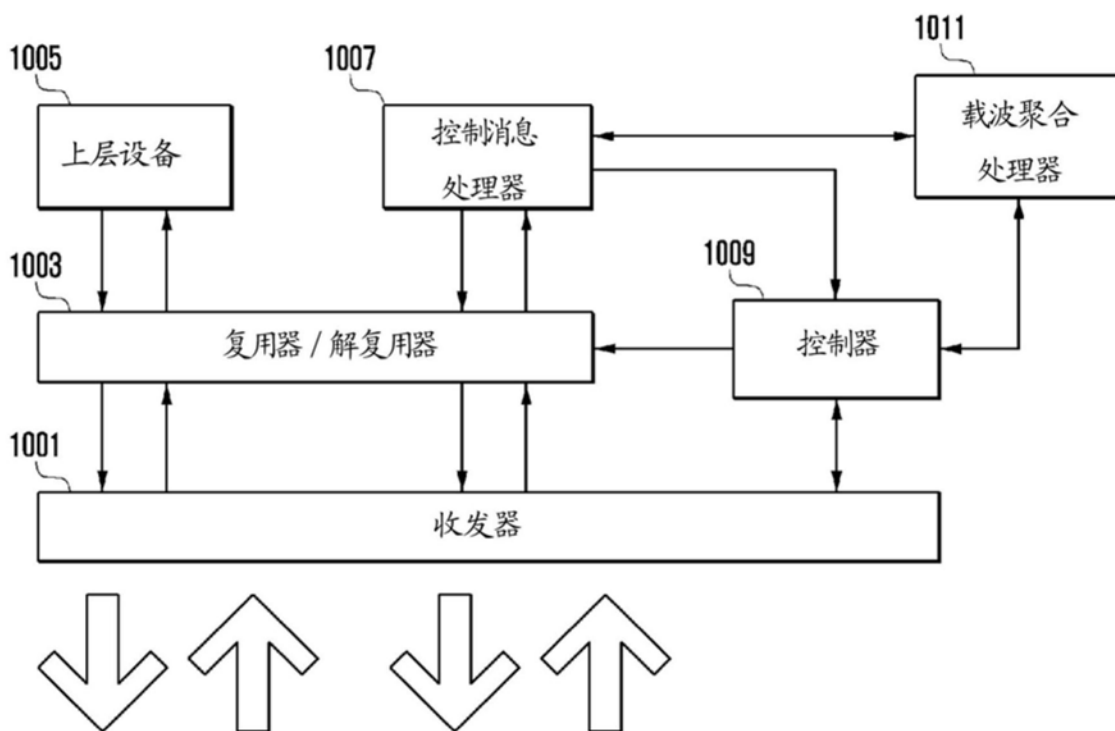 1011
1005
1007
载波聚合
处理器
上层设备
控制消息
处理器
1003
1009
复用器/解复用器
控制器
1001
收发器